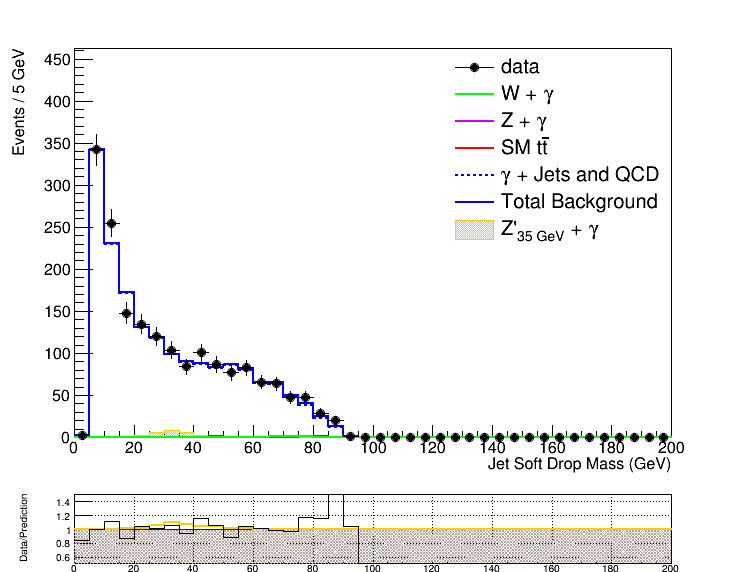 Events / 5 GeV
450
400
350
300
250
200
150
100
50
0
data
W + γ
Z + γ
SM tt̅
γ + Jets and QCD
Total Background
Z'35 GeV + γ
0 20 40 60 80 100 120 140 160 180 200
Jet Soft Drop Mass (GeV)
Data/Prediction
1.4
1.2
1
0.8
0.6
0 20 40 60 80 100 120 140 160 180 200